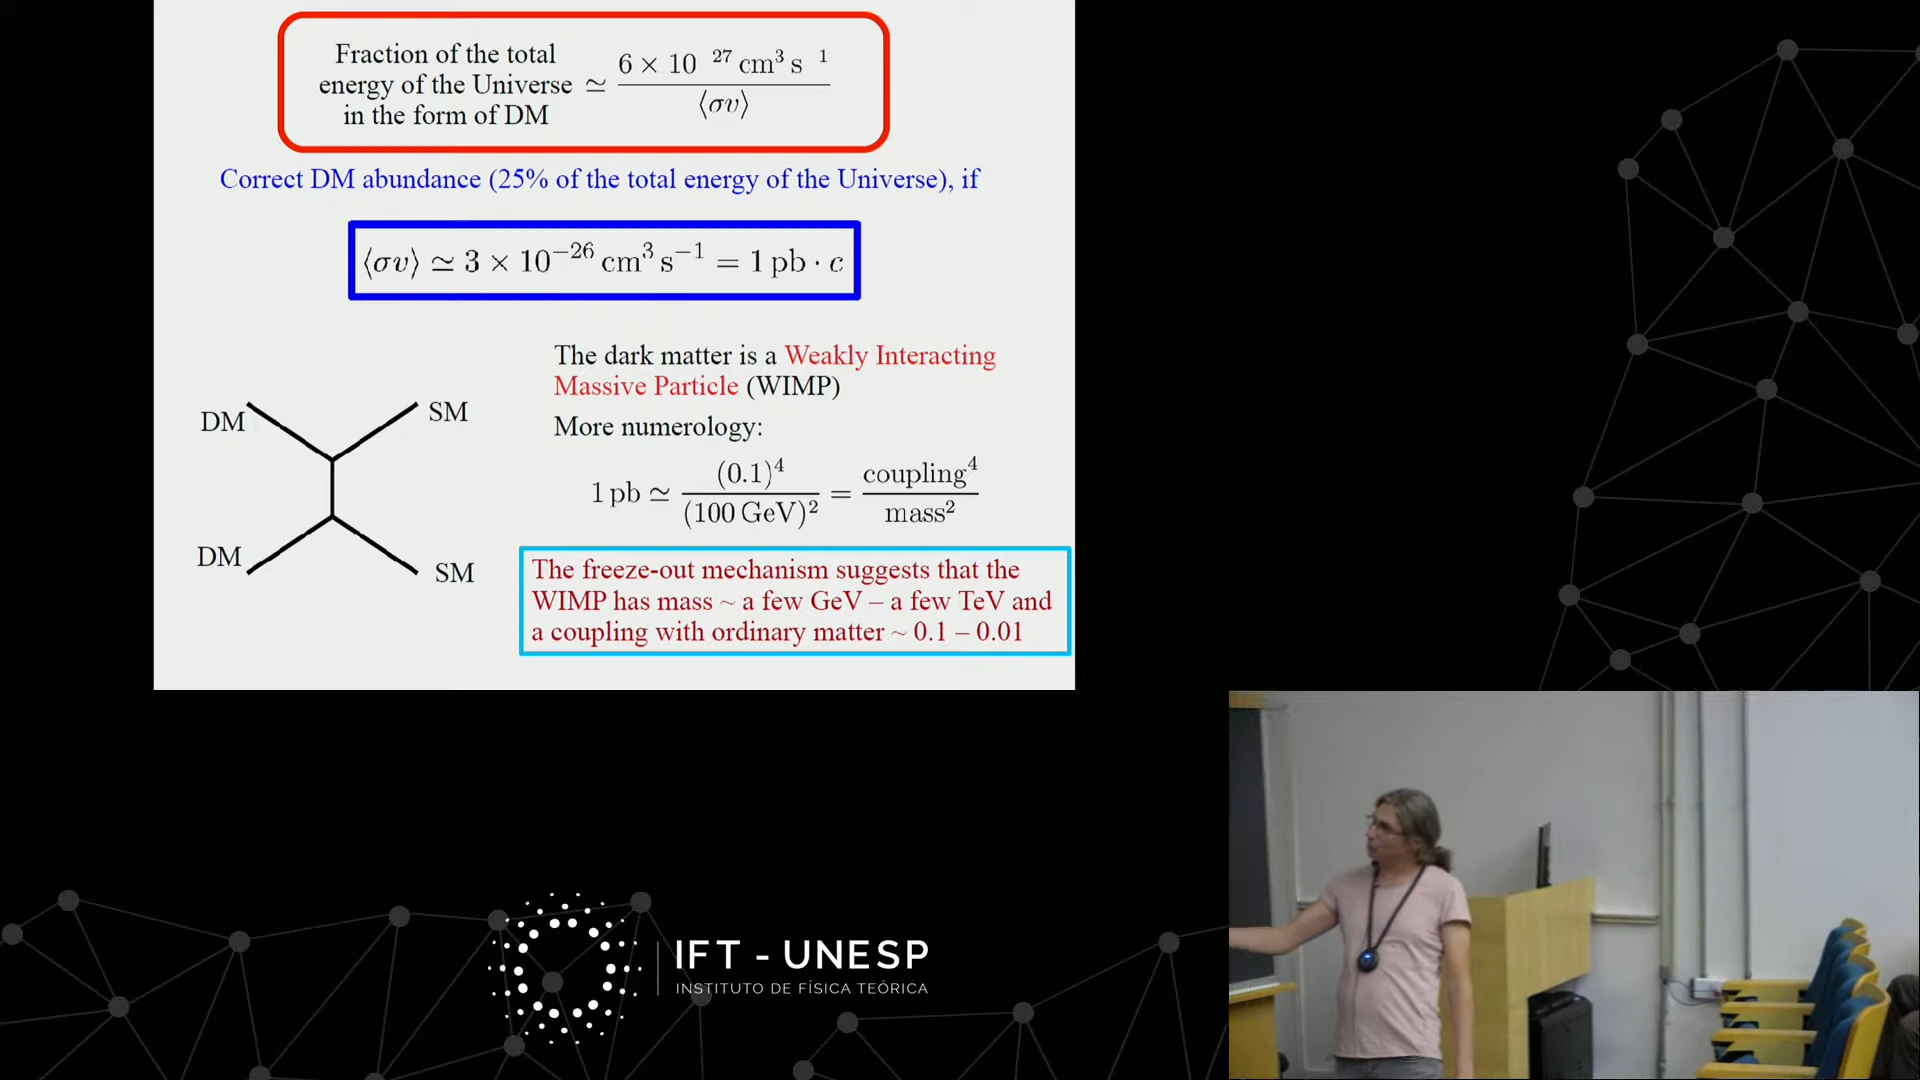 Fraction of the total
energy of the Universe
in the form of DM
≃ 6 × 10 27 cm³ s 1 / ⟨σv⟩
Correct DM abundance (25% of the total energy of the Universe), if
⟨σv⟩ ≃ 3 × 10⁻²⁶ cm³ s⁻¹ = 1 pb · c
The dark matter is a Weakly Interacting
Massive Particle (WIMP)
More numerology:
1 pb ≃ (0.1)⁴ / (100 GeV)² = coupling⁴ / mass²
DM
SM
DM
SM
The freeze-out mechanism suggests that the
WIMP has mass ~ a few GeV – a few TeV and
a coupling with ordinary matter ~ 0.1 – 0.01
IFT - UNESP
INSTITUTO DE FÍSICA TEÓRICA